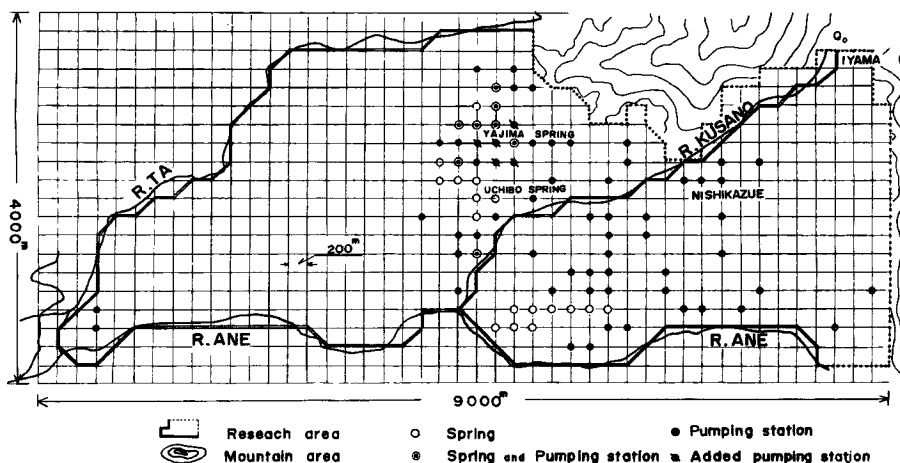 Q₀
IYAMA
R. KUSANO
YAJIMA SPRING
R. TA
UCHIBO SPRING
NISHIKAZUE
4000m
200m
R. ANE
R. ANE
9000m
Reseach area
Spring
Pumping station
Mountain area
Spring and Pumping station
Added pumping station